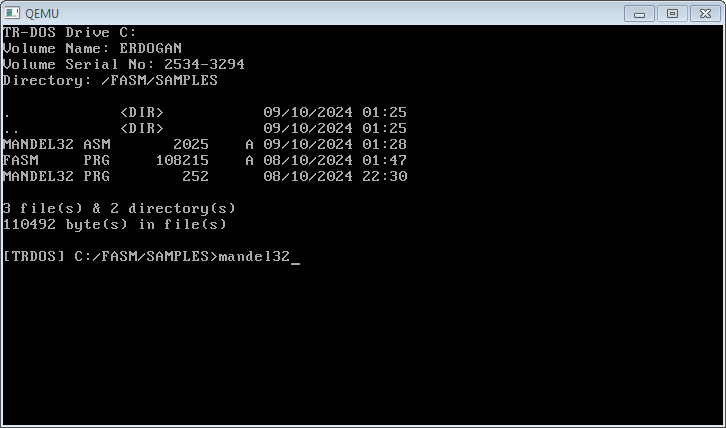 QEMU
TR-DOS Drive C:
Volume Name: ERDOGAN
Volume Serial No: 2534-3294
Directory: /FASM/SAMPLES
. <DIR> 09/10/2024 01:25
.. <DIR> 09/10/2024 01:25
MANDEL32 ASM 2025 A 09/10/2024 01:28
FASM PRG 108215 A 08/10/2024 01:47
MANDEL32 PRG 252 08/10/2024 22:30
3 file(s) & 2 directory(s)
110492 byte(s) in file(s)
[TRDOS] C:/FASM/SAMPLES>mandel32_